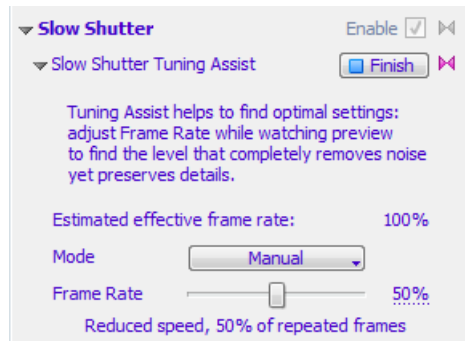 Slow Shutter Enable
Slow Shutter Tuning Assist Finish
Tuning Assist helps to find optimal settings:
adjust Frame Rate while watching preview
to find the level that completely removes noise
yet preserves details.
Estimated effective frame rate: 100%
Mode Manual
Frame Rate 50%
Reduced speed, 50% of repeated frames